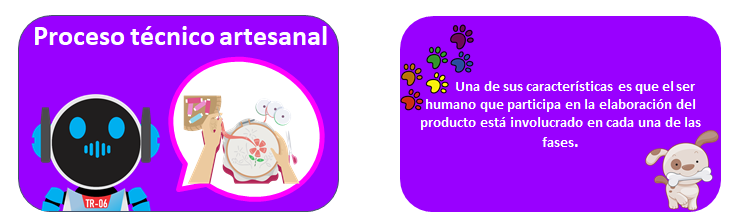 Proceso técnico artesanal
TR-06
Una de sus características es que el ser
humano que participa en la elaboración del
producto está involucrado en cada una de las
fases.